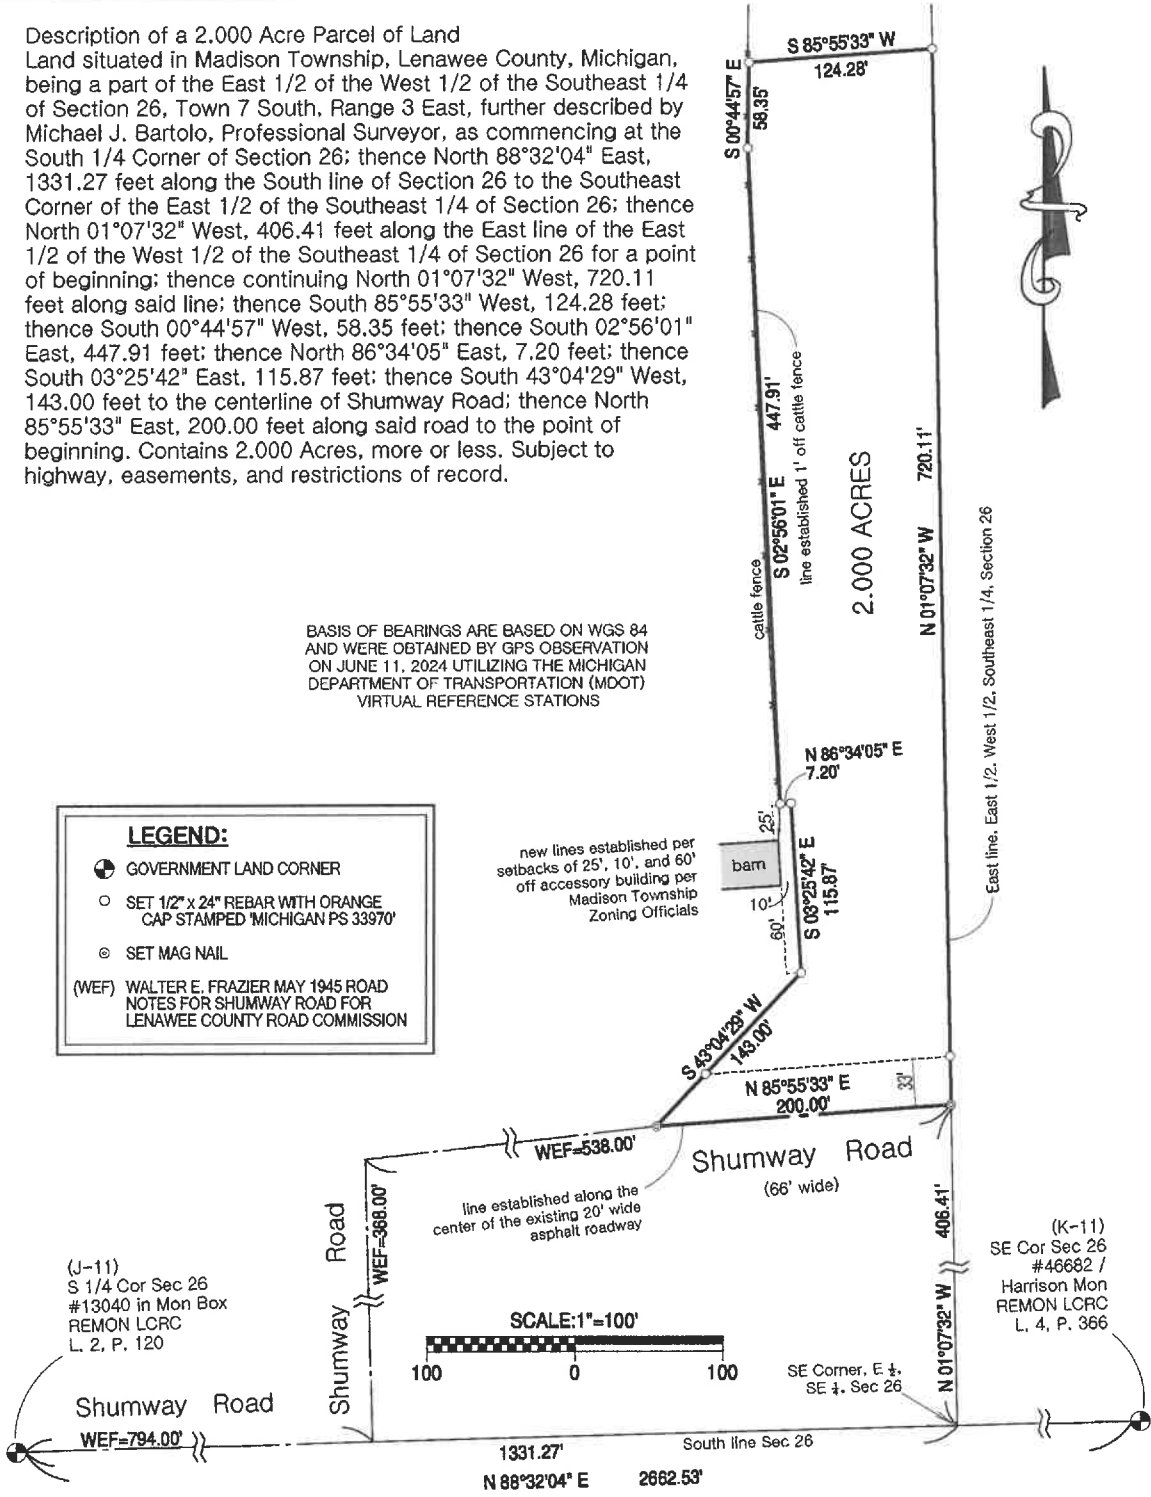 Description of a 2.000 Acre Parcel of Land
Land situated in Madison Township, Lenawee County, Michigan,
being a part of the East 1/2 of the West 1/2 of the Southeast 1/4
of Section 26, Town 7 South, Range 3 East, further described by
Michael J. Bartolo, Professional Surveyor, as commencing at the
South 1/4 Corner of Section 26; thence North 88°32'04" East,
1331.27 feet along the South line of Section 26 to the Southeast
Corner of the East 1/2 of the Southeast 1/4 of Section 26; thence
North 01°07'32" West, 406.41 feet along the East line of the East
1/2 of the West 1/2 of the Southeast 1/4 of Section 26 for a point
of beginning; thence continuing North 01°07'32" West, 720.11
feet along said line; thence South 85°55'33" West, 124.28 feet;
thence South 00°44'57" West, 58.35 feet; thence South 02°56'01"
East, 447.91 feet; thence North 86°34'05" East, 7.20 feet; thence
South 03°25'42" East, 115.87 feet; thence South 43°04'29" West,
143.00 feet to the centerline of Shumway Road; thence North
85°55'33" East, 200.00 feet along said road to the point of
beginning. Contains 2.000 Acres, more or less. Subject to
highway, easements, and restrictions of record.
S 85°55'33" W
124.28'
S 00°44'57" E
58.35'
447.91'
S 02°56'01" E
line established 1' off cattle fence
cattle fence
2.000 ACRES
720.11'
N 01°07'32" W
East line, East 1/2, West 1/2, Southeast 1/4, Section 26
BASIS OF BEARINGS ARE BASED ON WGS 84
AND WERE OBTAINED BY GPS OBSERVATION
ON JUNE 11, 2024 UTILIZING THE MICHIGAN
DEPARTMENT OF TRANSPORTATION (MDOT)
VIRTUAL REFERENCE STATIONS
N 86°34'05" E
7.20'
25'
barn
10'
60'
S 03°25'42" E
115.87'
new lines established per
setbacks of 25', 10', and 60'
off accessory building per
Madison Township
Zoning Officials
LEGEND:
GOVERNMENT LAND CORNER
SET 1/2" x 24" REBAR WITH ORANGE
CAP STAMPED 'MICHIGAN PS 33970'
SET MAG NAIL
(WEF) WALTER E. FRAZIER MAY 1945 ROAD
NOTES FOR SHUMWAY ROAD FOR
LENAWEE COUNTY ROAD COMMISSION
S 43°04'29" W
143.00'
N 85°55'33" E
200.00'
33'
WEF=538.00'
Shumway Road
(66' wide)
line established along the
center of the existing 20' wide
asphalt roadway
WEF=368.00'
Shumway Road
406.41'
N 01°07'32" W
(K-11)
SE Cor Sec 26
#46682 /
Harrison Mon
REMON LCRC
L. 4, P. 366
(J-11)
S 1/4 Cor Sec 26
#13040 in Mon Box
REMON LCRC
L. 2, P. 120
SCALE:1"=100'
100 0 100
SE Corner, E ½,
SE ¼, Sec 26
Shumway Road
WEF=794.00'
South line Sec 26
1331.27'
N 88°32'04" E 2662.53'